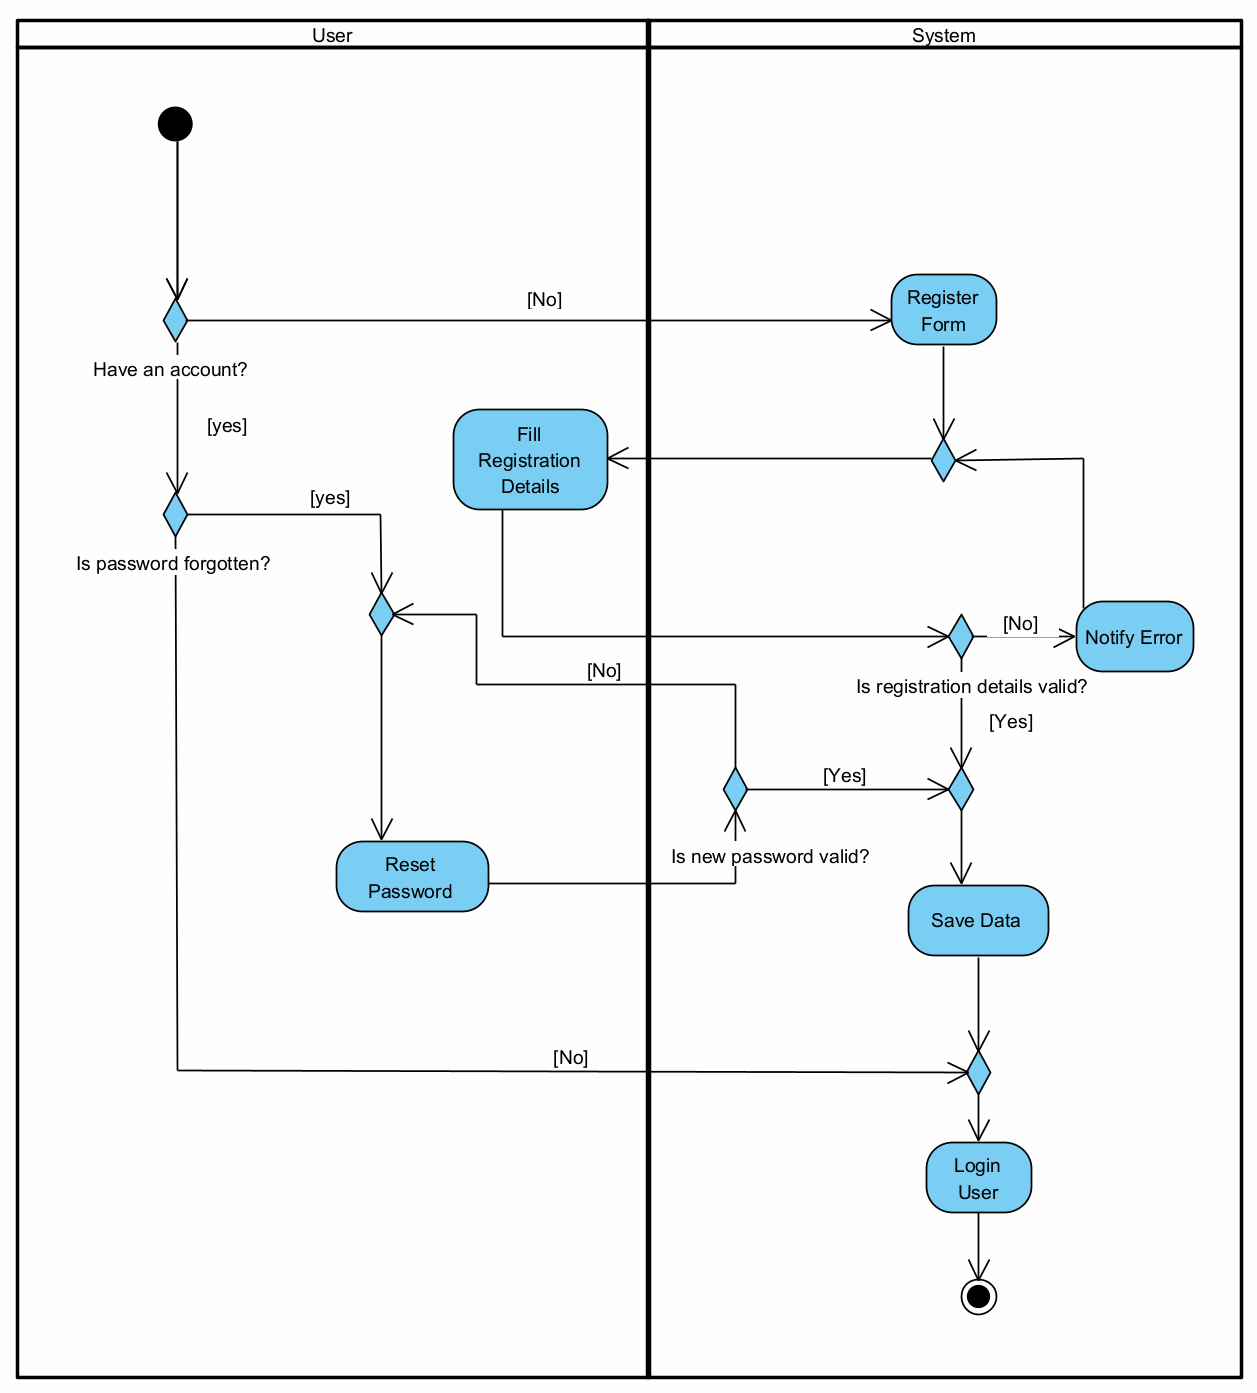 User
System
[No]
Register
Form
Have an account?
[yes]
Fill
Registration
Details
[yes]
Is password forgotten?
[No]
Notify Error
[No]
Is registration details valid?
[Yes]
[Yes]
Is new password valid?
Reset
Password
Save Data
[No]
Login
User